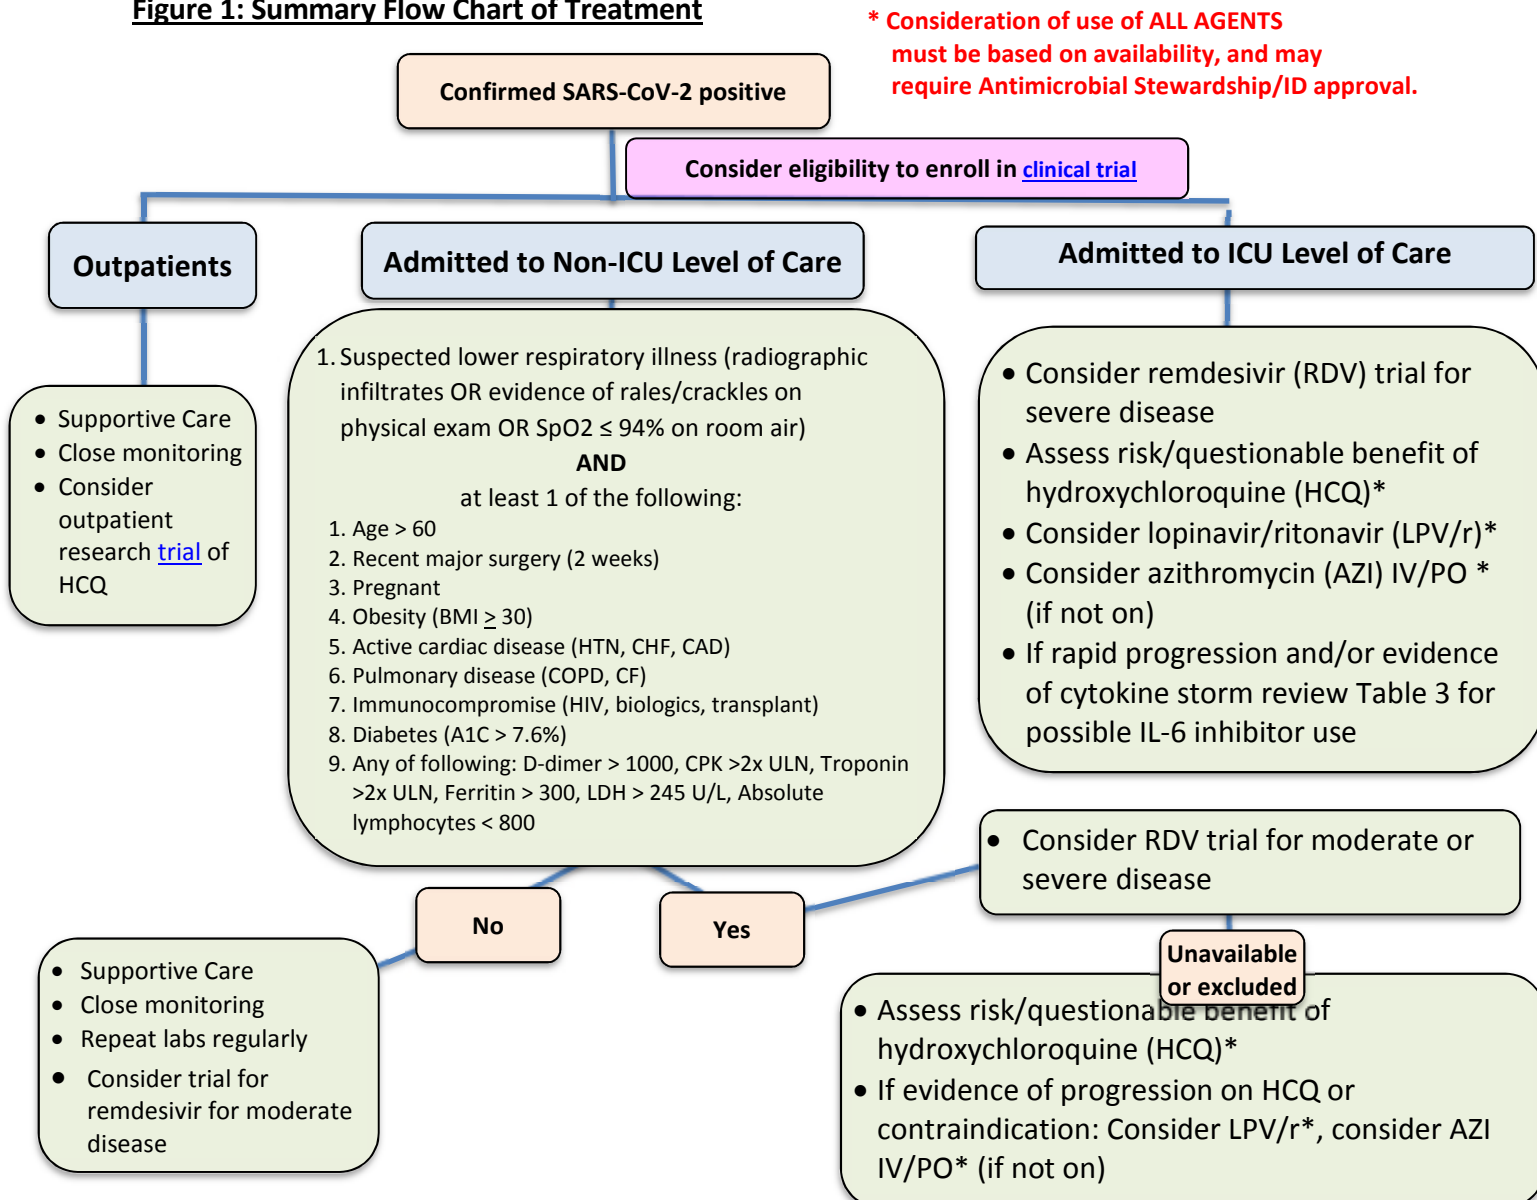 Figure 1: Summary Flow Chart of Treatment
* Consideration of use of ALL AGENTS
must be based on availability, and may
require Antimicrobial Stewardship/ID approval.
Confirmed SARS-CoV-2 positive
Consider eligibility to enroll in clinical trial
Outpatients
Admitted to Non-ICU Level of Care
Admitted to ICU Level of Care
• Supportive Care
• Close monitoring
• Consider
outpatient
research trial of
HCQ
1. Suspected lower respiratory illness (radiographic
infiltrates OR evidence of rales/crackles on
physical exam OR SpO2 ≤ 94% on room air)
AND
at least 1 of the following:
1. Age > 60
2. Recent major surgery (2 weeks)
3. Pregnant
4. Obesity (BMI > 30)
5. Active cardiac disease (HTN, CHF, CAD)
6. Pulmonary disease (COPD, CF)
7. Immunocompromise (HIV, biologics, transplant)
8. Diabetes (A1C > 7.6%)
9. Any of following: D-dimer > 1000, CPK >2x ULN, Troponin
>2x ULN, Ferritin > 300, LDH > 245 U/L, Absolute
lymphocytes < 800
• Consider remdesivir (RDV) trial for
severe disease
• Assess risk/questionable benefit of
hydroxychloroquine (HCQ)*
• Consider lopinavir/ritonavir (LPV/r)*
• Consider azithromycin (AZI) IV/PO *
(if not on)
• If rapid progression and/or evidence
of cytokine storm review Table 3 for
possible IL-6 inhibitor use
No
Yes
• Consider RDV trial for moderate or
severe disease
Unavailable
or excluded
• Supportive Care
• Close monitoring
• Repeat labs regularly
• Consider trial for
remdesivir for moderate
disease
• Assess risk/questionable benefit of
hydroxychloroquine (HCQ)*
• If evidence of progression on HCQ or
contraindication: Consider LPV/r*, consider AZI
IV/PO* (if not on)